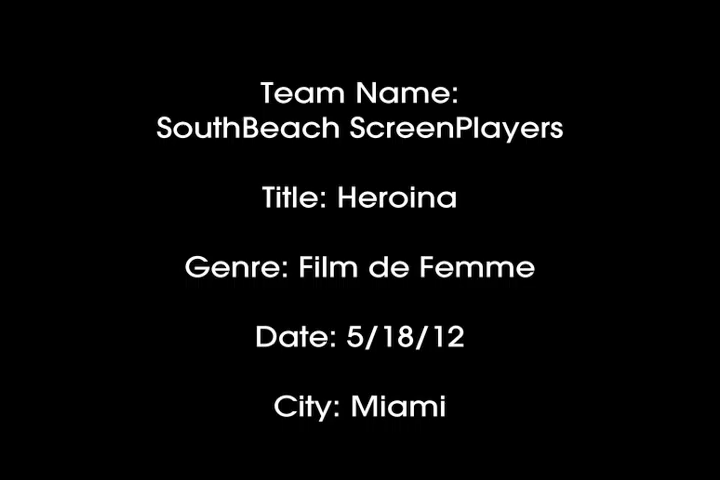 Team Name:
SouthBeach ScreenPlayers
Title: Heroina
Genre: Film de Femme
Date: 5/18/12
City: Miami